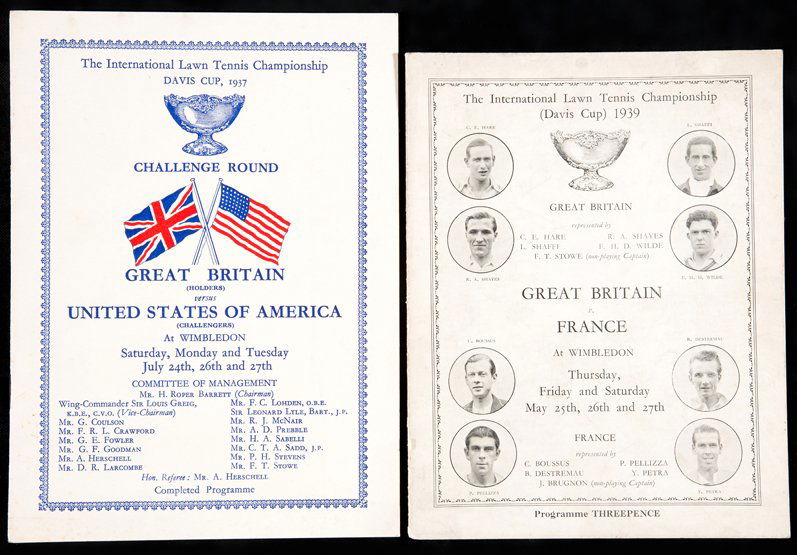 The International Lawn Tennis Championship
DAVIS CUP, 1937
CHALLENGE ROUND
GREAT BRITAIN
(HOLDERS)
versus
UNITED STATES OF AMERICA
(CHALLENGERS)
At WIMBLEDON
Saturday, Monday and Tuesday
July 24th, 26th and 27th
COMMITTEE OF MANAGEMENT
Mr. H. Roper Barrett (Chairman)
Wing-Commander Sir Louis Greig,
K.B.E., C.V.O. (Vice-Chairman)
Mr. G. Coulson
Mr. F. R. L. Crawford
Mr. G. E. Fowler
Mr. G. F. Goodman
Mr. A. Herschell
Mr. D. R. Larcombe
Mr. F. C. Lohden, O.B.E.
Sir Leonard Lyle, Bart., J.P.
Mr. R. J. McNair
Mr. A. D. Prebble
Mr. H. A. Sabelli
Mr. C. T. A. Sadd, J.P.
Mr. P. H. Stevens
Mr. F. T. Stowe
Hon. Referee: Mr. A. Herschell
Completed Programme
The International Lawn Tennis Championship
(Davis Cup) 1939
C. E. HARE
L. SHAFFI
GREAT BRITAIN
represented by
C. E. HARE R. A. SHAVES
L. SHAFFI F. H. D. WILDE
F. T. STOWE (non-playing Captain)
R. A. SHAYES
F. H. D. WILDE
GREAT BRITAIN
v.
FRANCE
At WIMBLEDON
C. BOUSSUS
B. DESTREMAU
Thursday,
Friday and Saturday
May 25th, 26th and 27th
FRANCE
represented by
C. BOUSSUS P. PELLIZZA
B. DESTREMAU Y. PETRA
J. BRUGNON (non-playing Captain)
P. PELLIZZA
Y. PETRA
Programme THREEPENCE